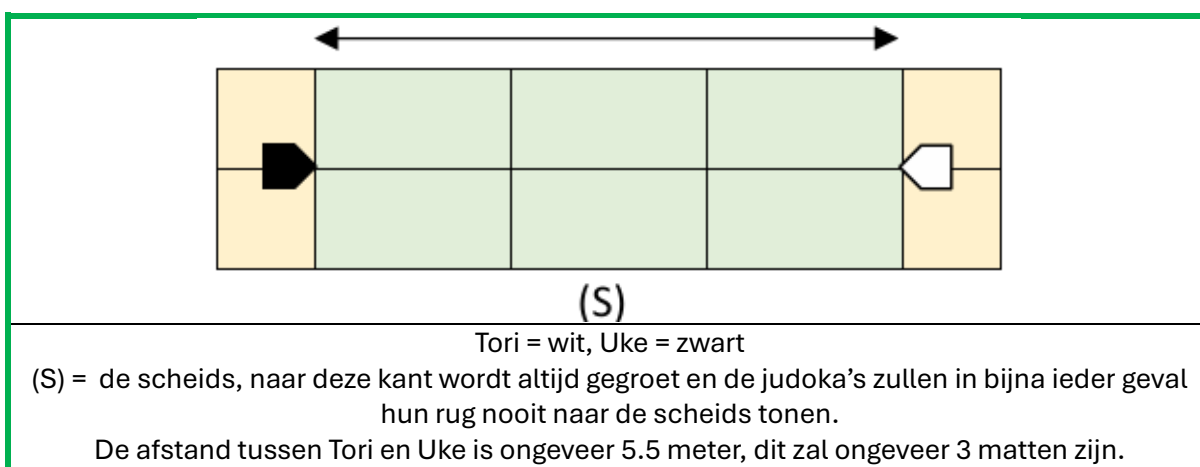 (S)
Tori = wit, Uke = zwart
(S) = de scheids, naar deze kant wordt altijd gegroet en de judoka’s zullen in bijna ieder geval
hun rug nooit naar de scheids tonen.
De afstand tussen Tori en Uke is ongeveer 5.5 meter, dit zal ongeveer 3 matten zijn.